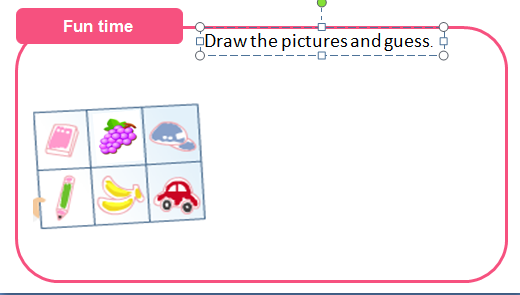 Fun time
Draw the pictures and guess.